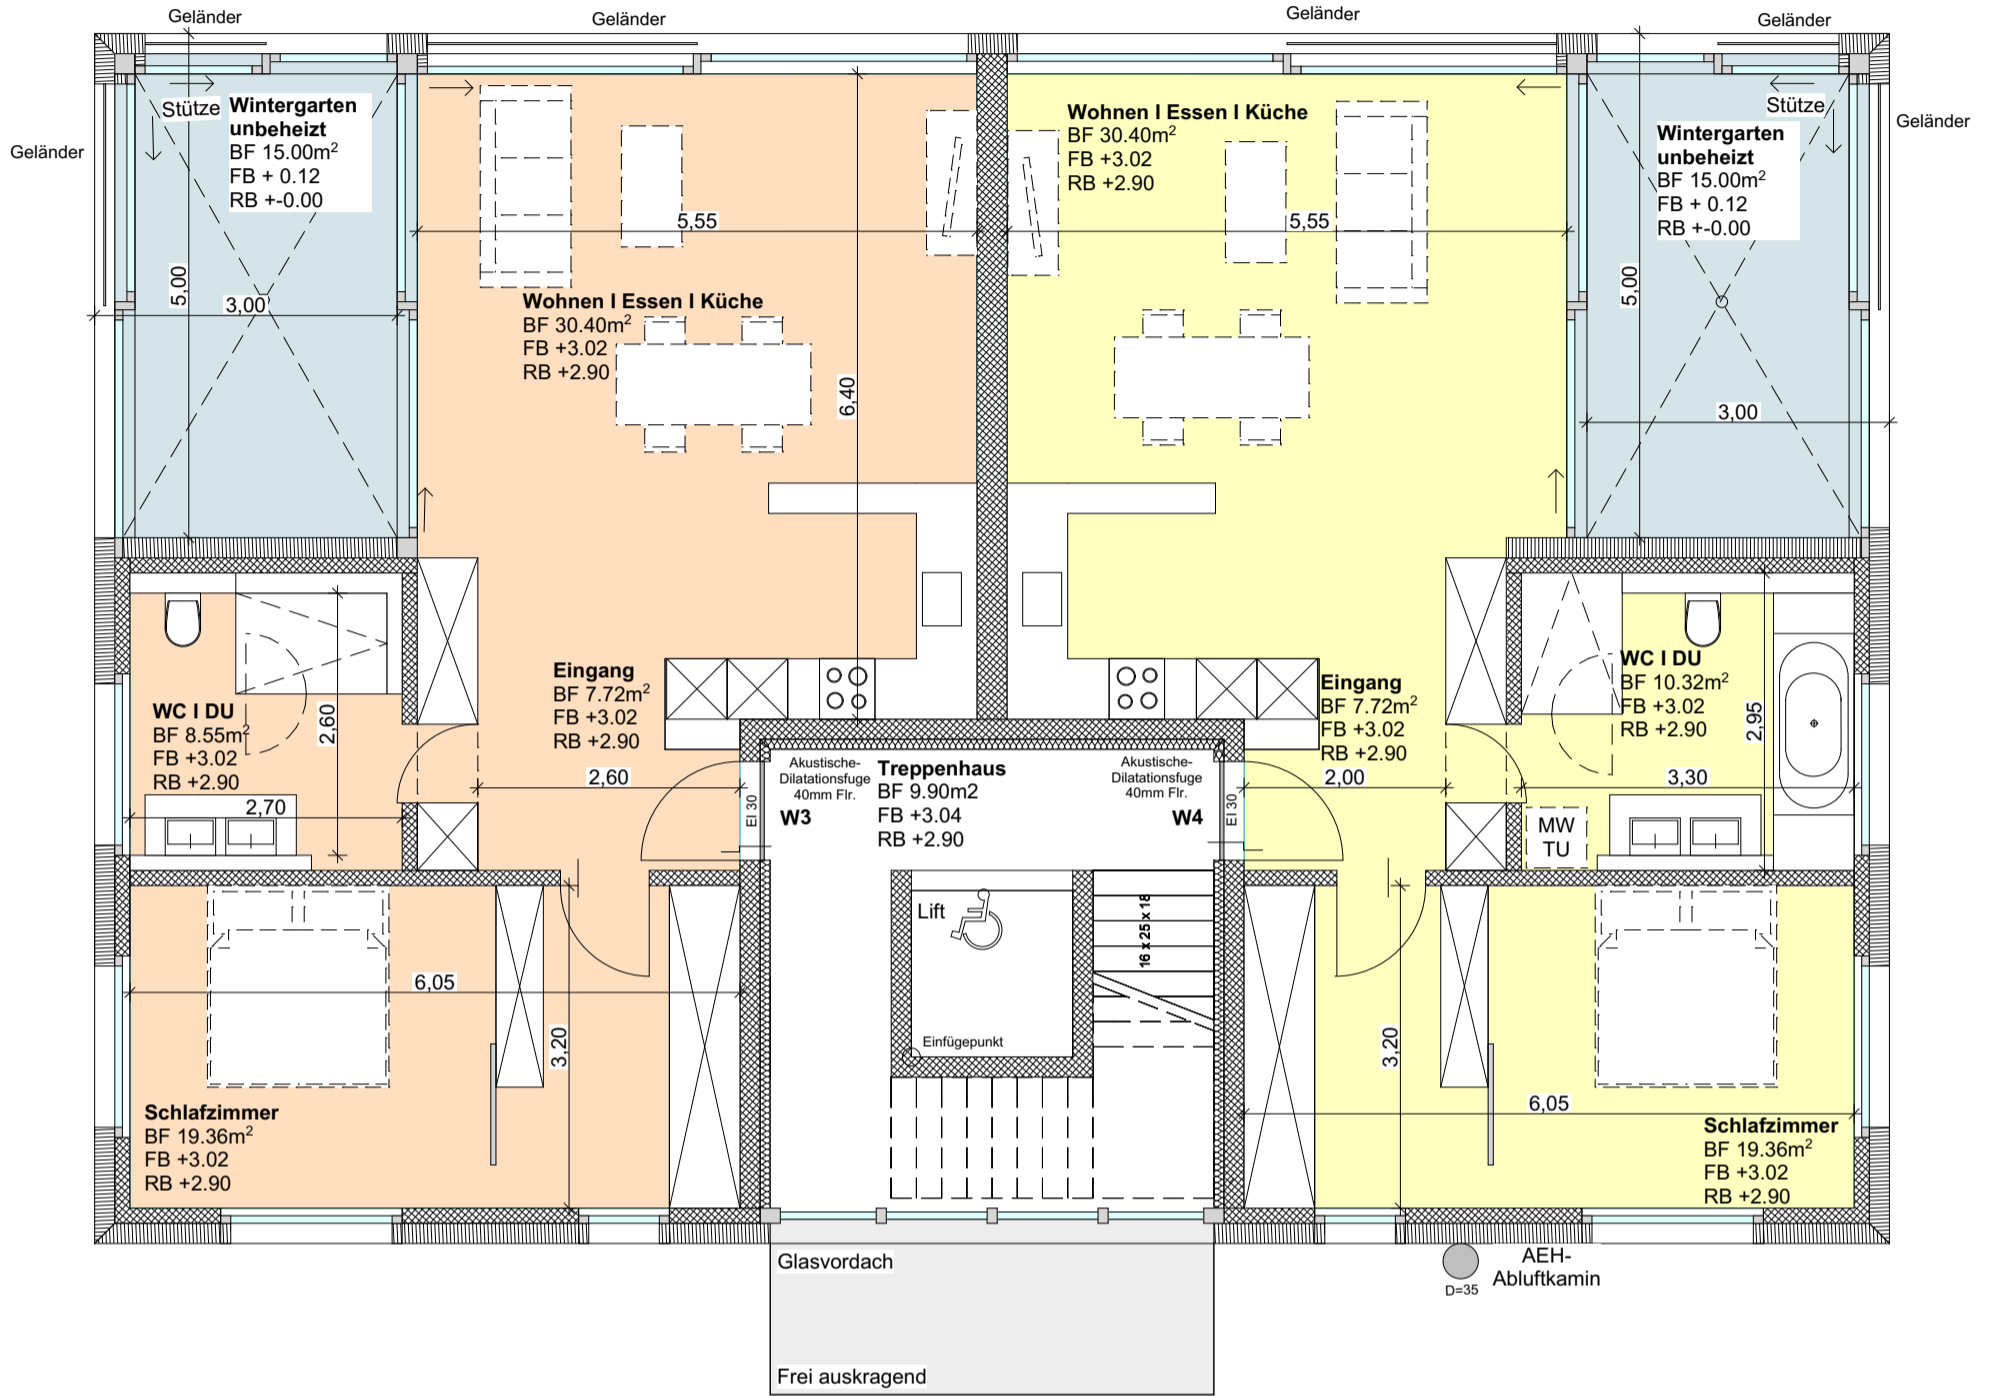 Geländer
Geländer
Geländer
Geländer
Geländer
Geländer
Stütze
Wintergarten
unbeheizt
BF 15.00m²
FB + 0.12
RB +-0.00
5,00
3,00
5,55
Wohnen I Essen I Küche
BF 30.40m²
FB +3.02
RB +2.90
6,40
Wohnen I Essen I Küche
BF 30.40m²
FB +3.02
RB +2.90
5,55
Stütze
Wintergarten
unbeheizt
BF 15.00m²
FB + 0.12
RB +-0.00
5,00
3,00
WC I DU
BF 8.55m²
FB +3.02
RB +2.90
2,60
2,70
Eingang
BF 7.72m²
FB +3.02
RB +2.90
2,60
EI 30
Akustische-
Dilatationsfuge
40mm Flr.
W3
Treppenhaus
BF 9.90m2
FB +3.04
RB +2.90
Akustische-
Dilatationsfuge
40mm Flr.
W4
EI 30
Eingang
BF 7.72m²
FB +3.02
RB +2.90
2,00
WC I DU
BF 10.32m²
FB +3.02
RB +2.90
2,95
3,30
MW
TU
Lift
16 x 25 x 18
Einfügepunkt
6,05
3,20
Schlafzimmer
BF 19.36m²
FB +3.02
RB +2.90
3,20
6,05
Schlafzimmer
BF 19.36m²
FB +3.02
RB +2.90
Glasvordach
Frei auskragend
AEH-
Abluftkamin
D=35